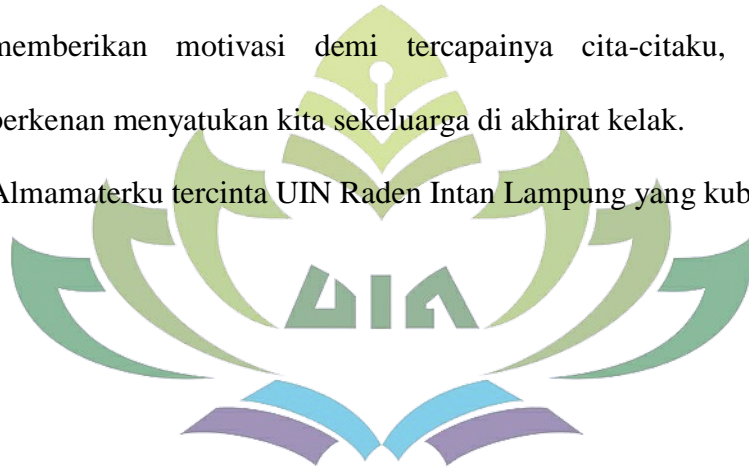 memberikan motivasi demi tercapainya cita-citaku,
berkenan menyatukan kita sekeluarga di akhirat kelak.
Almamaterku tercinta UIN Raden Intan Lampung yang
UIN